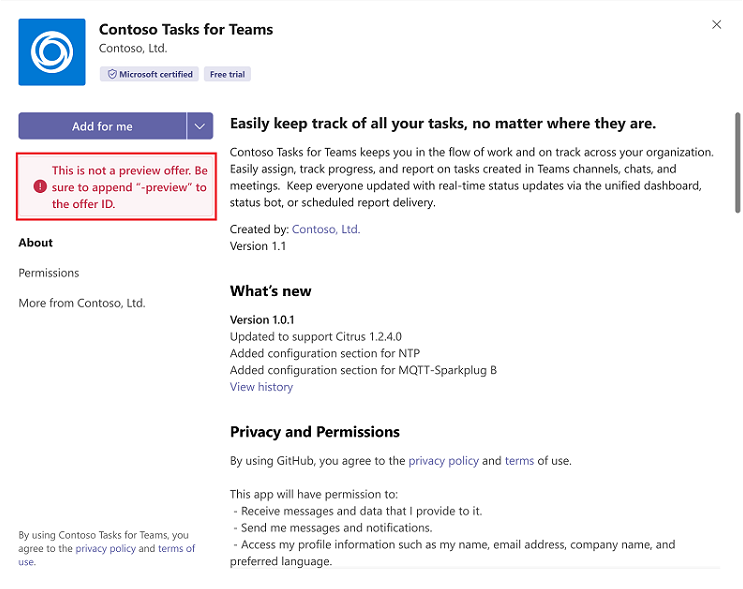 Contoso Tasks for Teams
Contoso, Ltd.
Microsoft certified
Free trial
Add for me
This is not a preview offer. Be
sure to append “-preview” to
the offer ID.
About
Permissions
More from Contoso, Ltd.
By using Contoso Tasks for Teams, you
agree to the privacy policy and terms of
use.
Easily keep track of all your tasks, no matter where they are.
Contoso Tasks for Teams keeps you in the flow of work and on track across your organization.
Easily assign, track progress, and report on tasks created in Teams channels, chats, and
meetings.  Keep everyone updated with real-time status updates via the unified dashboard,
status bot, or scheduled report delivery.
Created by: Contoso, Ltd.
Version 1.1
What’s new
Version 1.0.1
Updated to support Citrus 1.2.4.0
Added configuration section for NTP
Added configuration section for MQTT-Sparkplug B
View history
Privacy and Permissions
By using GitHub, you agree to the privacy policy and terms of use.
This app will have permission to:
- Receive messages and data that I provide to it.
- Send me messages and notifications.
- Access my profile information such as my name, email address, company name, and
preferred language.